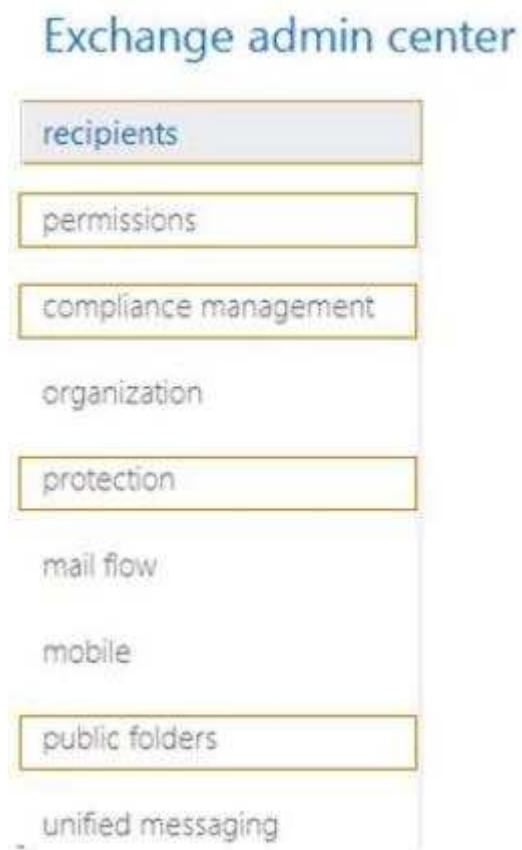 Exchange admin center
recipients
permissions
compliance management
organization
protection
mail flow
mobile
public folders
unified messaging